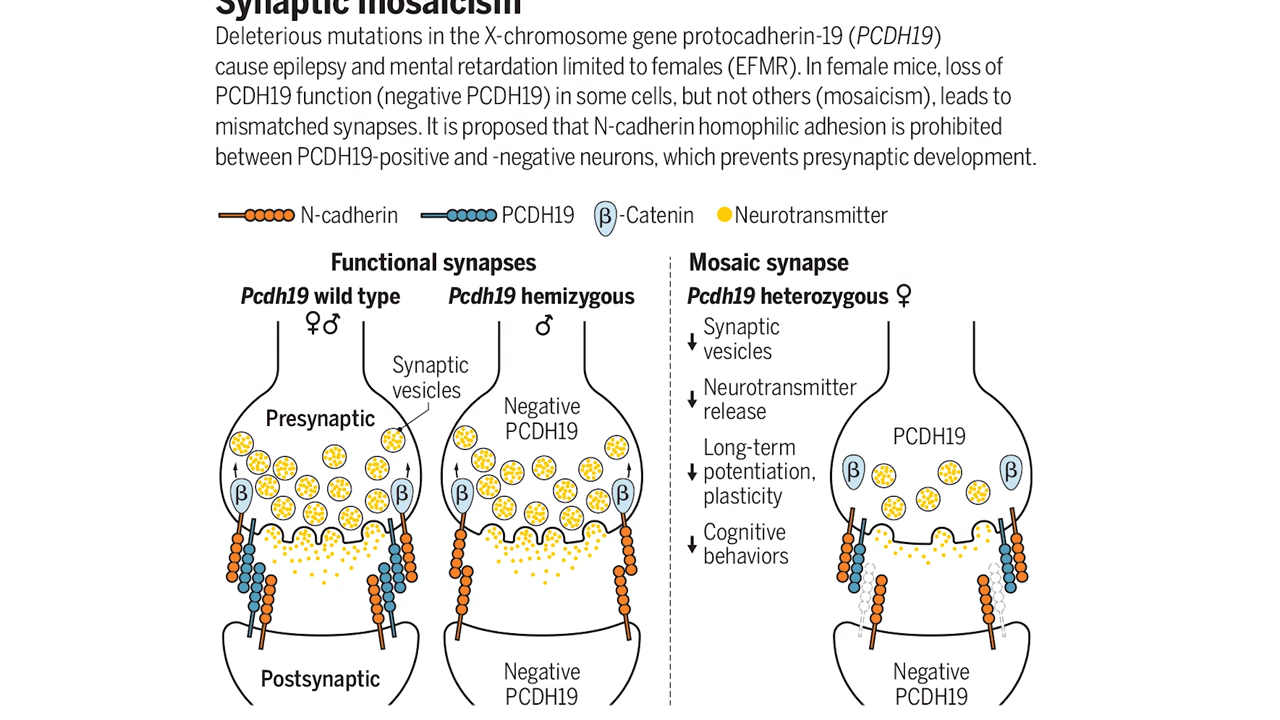 Synaptic mosaicism
Deleterious mutations in the X-chromosome gene protocadherin-19 (PCDH19)
cause epilepsy and mental retardation limited to females (EFMR). In female mice, loss of
PCDH19 function (negative PCDH19) in some cells, but not others (mosaicism), leads to
mismatched synapses. It is proposed that N-cadherin homophilic adhesion is prohibited
between PCDH19-positive and -negative neurons, which prevents presynaptic development.
N-cadherin
PCDH19
β-Catenin
Neurotransmitter
Functional synapses
Pcdh19 wild type
♀♂
Pcdh19 hemizygous
♂
Synaptic
vesicles
Presynaptic
Negative
PCDH19
β
β
β
β
Postsynaptic
Negative
PCDH19
Mosaic synapse
Pcdh19 heterozygous ♀
Synaptic
vesicles
Neurotransmitter
release
Long-term
potentiation,
plasticity
Cognitive
behaviors
PCDH19
β
β
Negative
PCDH19